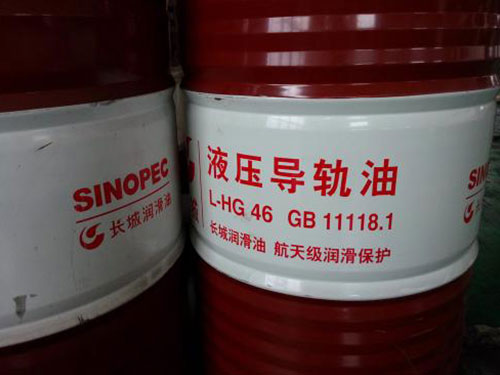 SINOPEC
长城润滑油
液压导轨油
L-HG 46 GB 11118.1
长城润滑油 航天级润滑保护